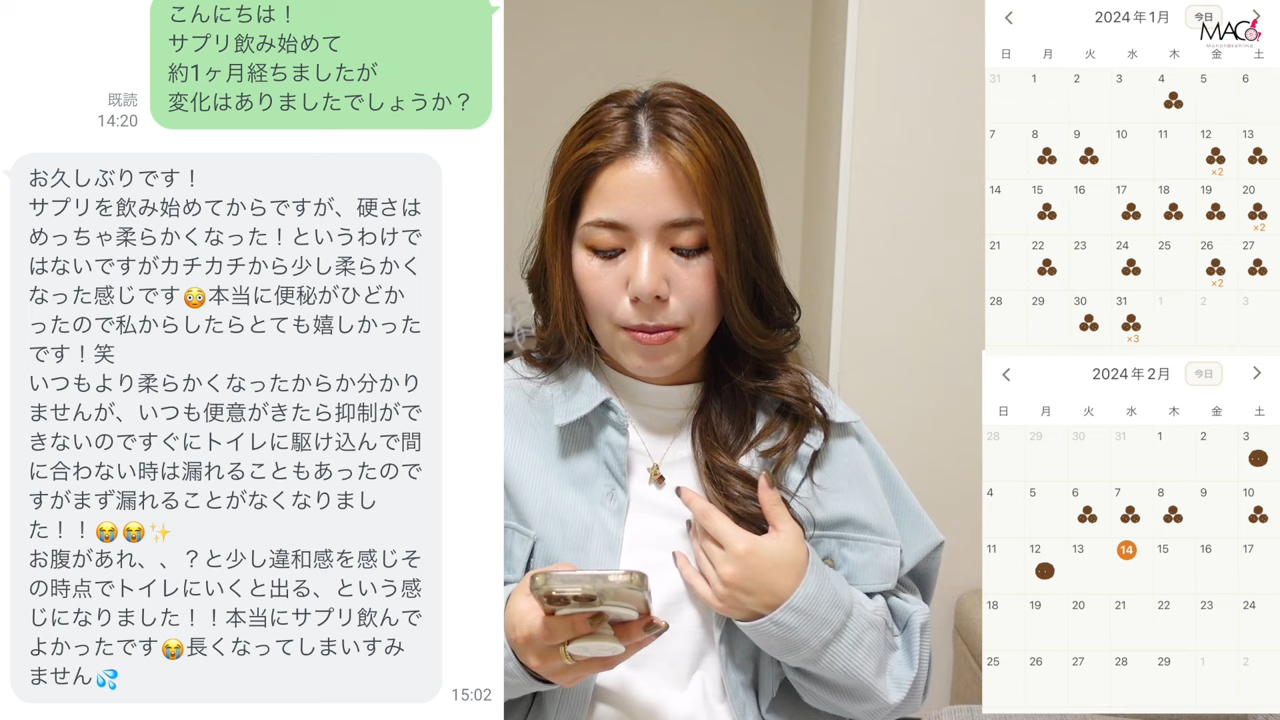 こんにちは！
サプリ飲み始めて
約1ヶ月経ちましたが
変化はありましたでしょうか？
既読
14:20
お久しぶりです！
サプリを飲み始めてからですが、硬さは
めっちゃ柔らかくなった！というわけで
はないですがカチカチから少し柔らかく
なった感じです😳本当に便秘がひどか
ったので私からしたらとても嬉しかった
です！笑
いつもより柔らかくなったからか分かり
ませんが、いつも便意がきたら抑制がで
きないのですぐにトイレに駆け込んで間
に合わない時は漏れることもあったので
すがまず漏れることがなくなりまし
た！！😭😭✨
お腹があれ、、？と少し違和感を感じそ
の時点でトイレにいくと出る、という感
じになりました！！本当にサプリ飲んで
よかったです😭長くなってしまいすみ
ません💦
15:02
2024年1月 今日
MACO
日 月 火 水 木 金 土
31 1 2 3 4 5 6
7 8 9 10 11 12 13
×2
14 15 16 17 18 19 20
×2
21 22 23 24 25 26 27
×2
28 29 30 31 1 2 3
×3
2024年2月 今日
日 月 火 水 木 金 土
28 29 30 31 1 2 3
4 5 6 7 8 9 10
11 12 13 14 15 16 17
18 19 20 21 22 23 24
25 26 27 28 29 1 2